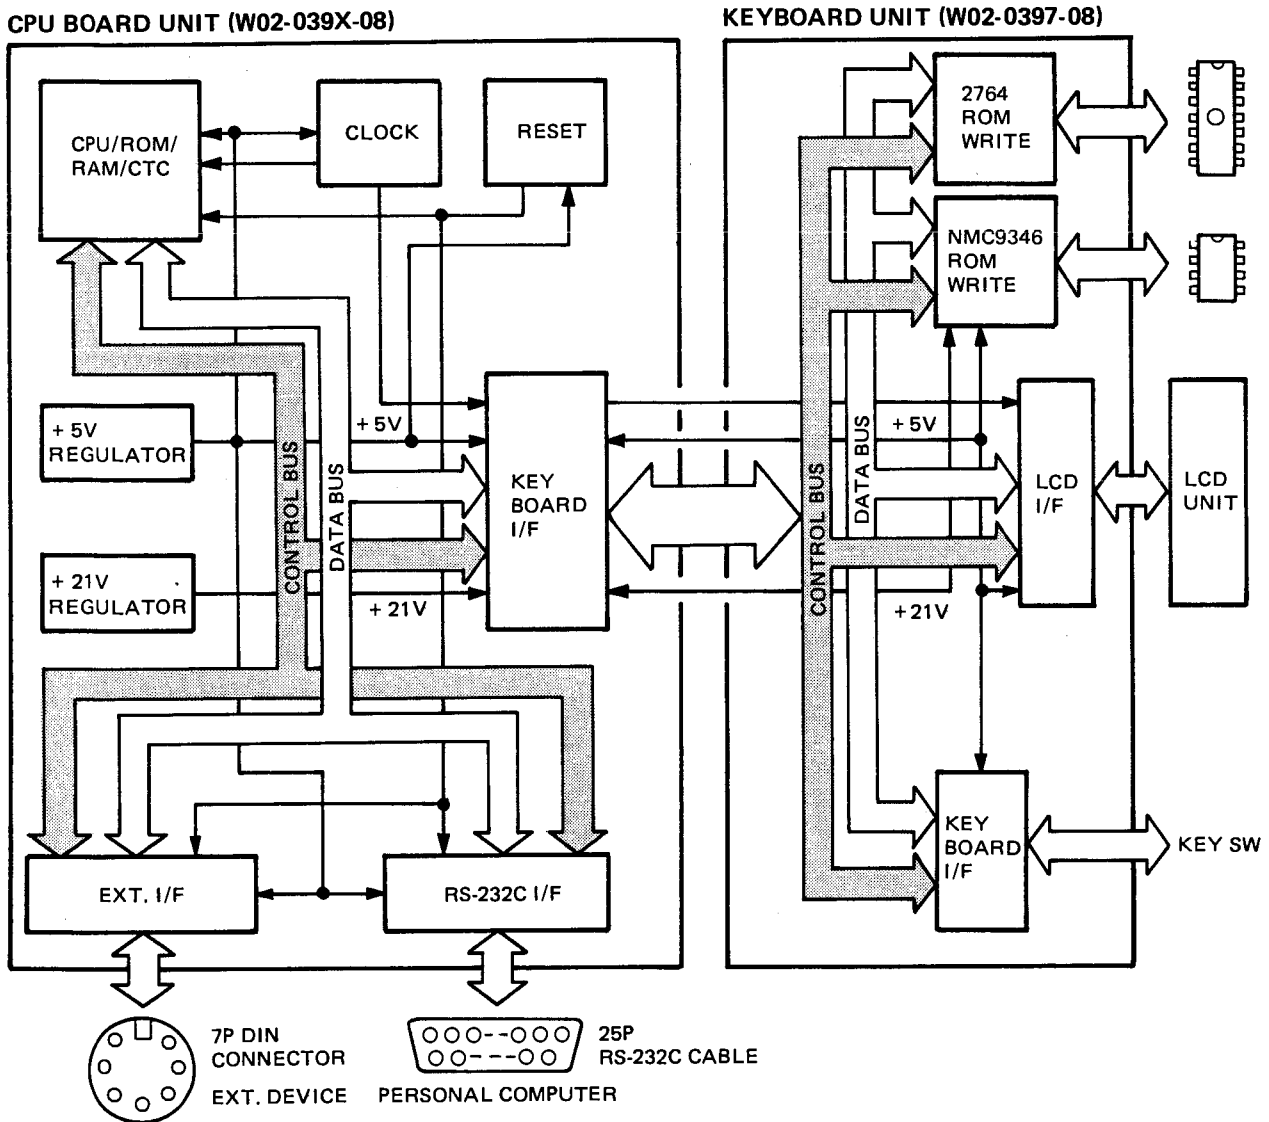 CPU BOARD UNIT (W02-039X-08)
CPU/ROM/
RAM/CTC
CLOCK
RESET
+ 5V
REGULATOR
+ 21V
REGULATOR
CONTROL BUS
DATA BUS
+ 5V
+ 21V
KEY
BOARD
I/F
EXT. I/F
RS-232C I/F
7P DIN
CONNECTOR
EXT. DEVICE
25P
RS-232C CABLE
PERSONAL COMPUTER
KEYBOARD UNIT (W02-0397-08)
2764
ROM
WRITE
NMC9346
ROM
WRITE
CONTROL BUS
DATA BUS
+ 5V
+ 21V
LCD
I/F
LCD
UNIT
KEY
BOARD
I/F
KEY SW